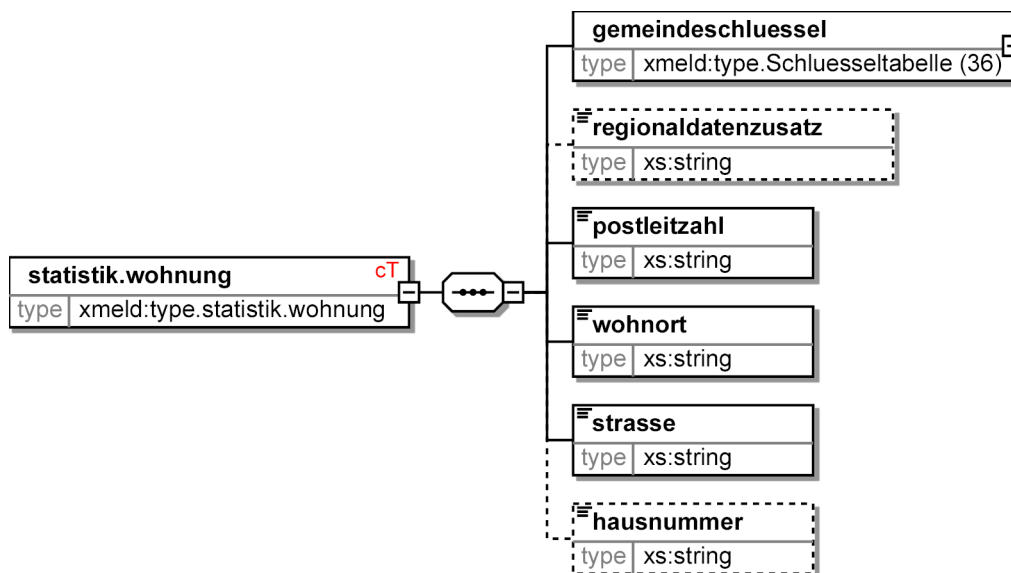 gemeindeschluessel
type xmeld:type.Schluesseltabelle (36)
regionaldatenzusatz
type xs:string
postleitzahl
type xs:string
statistik.wohnung cT
type xmeld:type.statistik.wohnung
wohnort
type xs:string
strasse
type xs:string
hausnummer
type xs:string